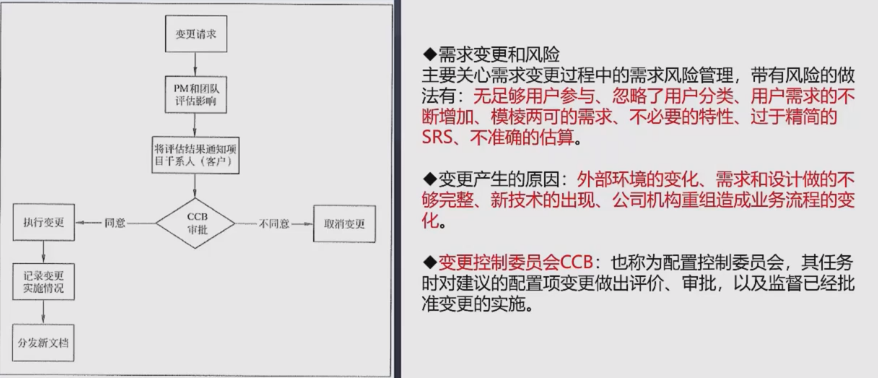 变更请求
PM和团队
评估影响
将评估结果通知项
目干系人（客户）
CCB
审批
同意
不同意
执行变更
取消变更
记录变更
实施情况
分发新文档
◆需求变更和风险
主要关心需求变更过程中的需求风险管理，带有风险的做
法有：无足够用户参与、忽略了用户分类、用户需求的不
断增加、模棱两可的需求、不必要的特性、过于精简的
SRS、不准确的估算。
◆变更产生的原因：外部环境的变化、需求和设计做的不
够完整、新技术的出现、公司机构重组造成业务流程的变
化。
◆变更控制委员会CCB：也称为配置控制委员会，其任务
时对建议的配置项变更做出评价、审批，以及监督已经批
准变更的实施。